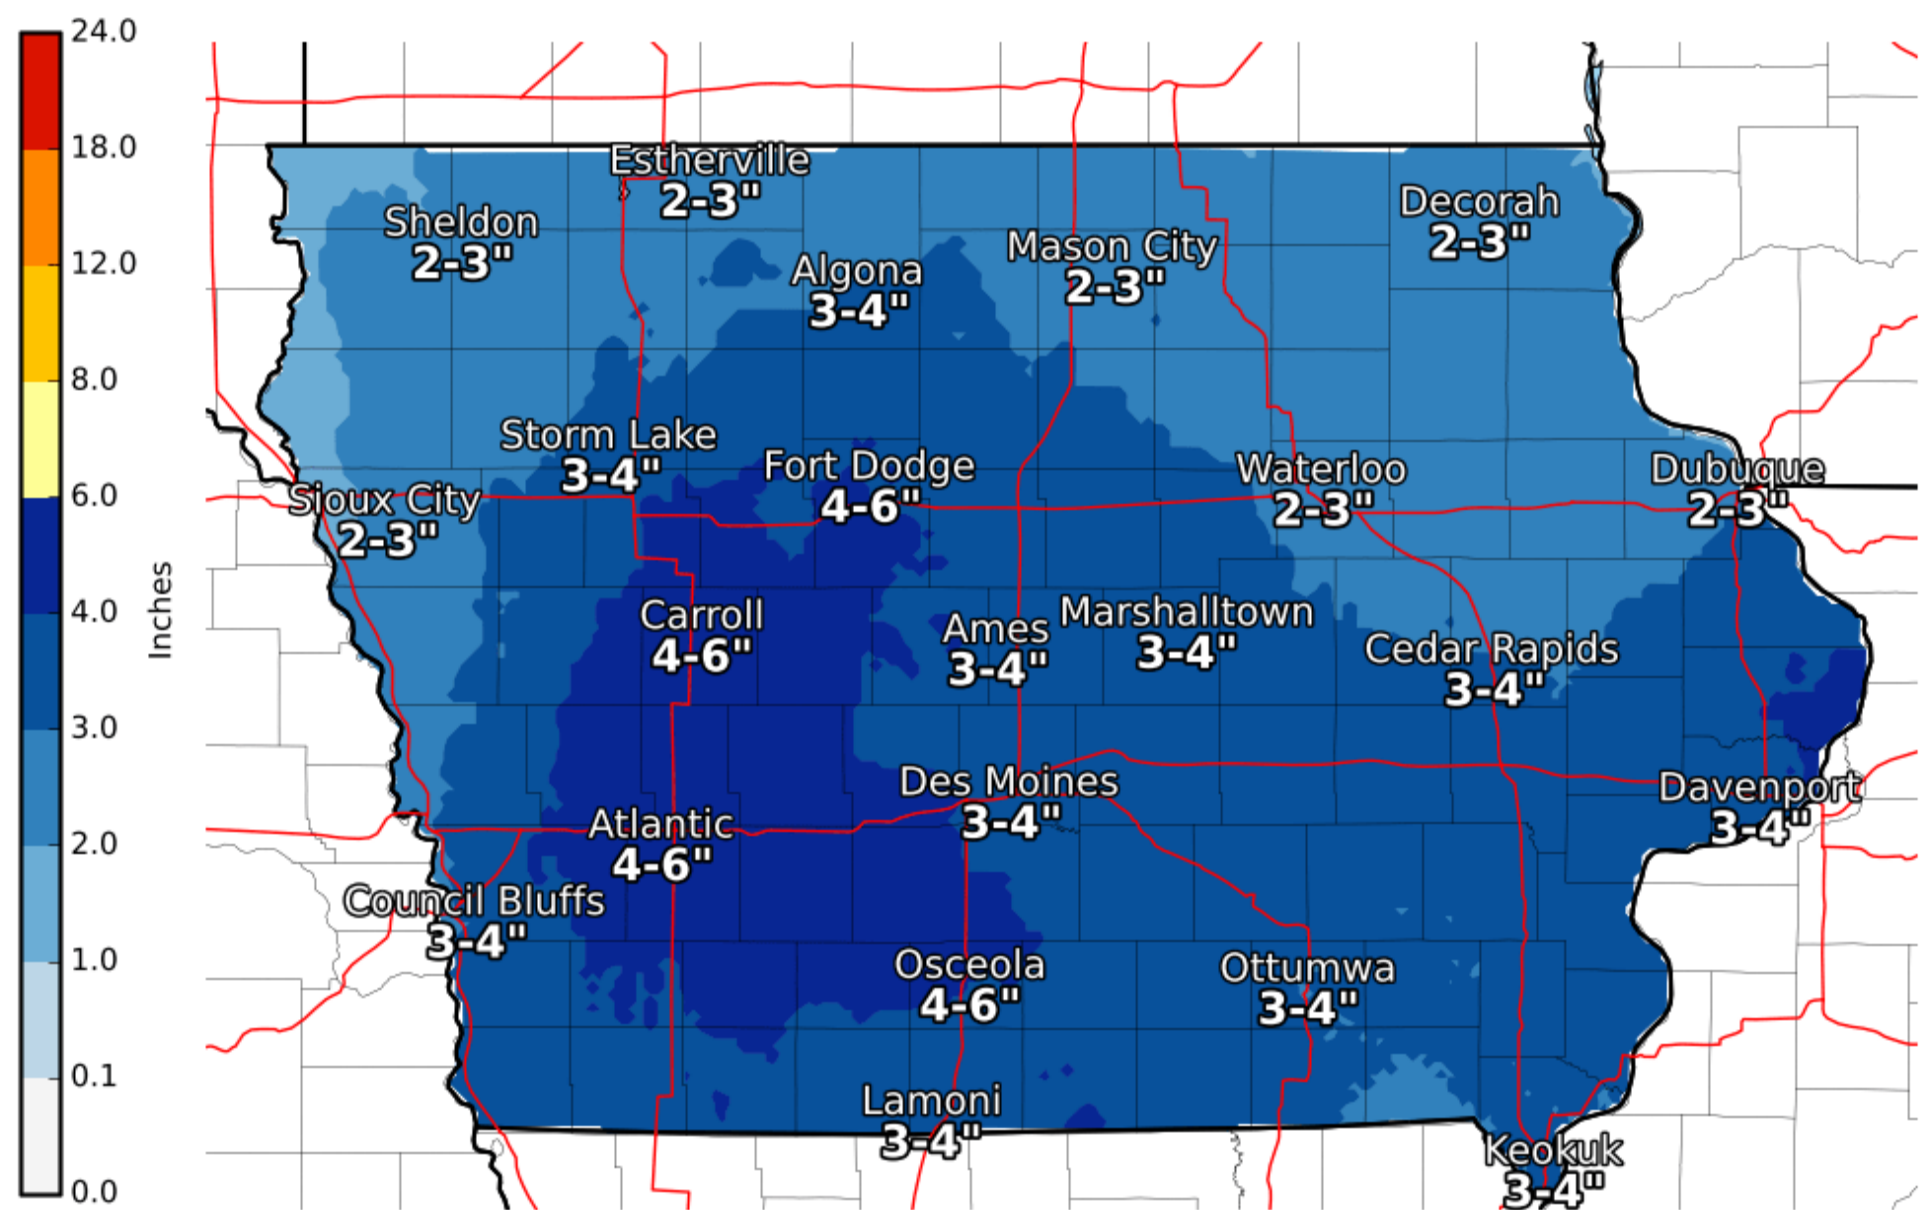 24.0
18.0
12.0
8.0
6.0
4.0
3.0
2.0
1.0
0.1
0.0
Inches
Estherville
2-3"
Sheldon
2-3"
Decorah
2-3"
Mason City
2-3"
Algona
3-4"
Storm Lake
3-4"
Fort Dodge
4-6"
Waterloo
2-3"
Dubuque
2-3"
Sioux City
2-3"
Carroll
4-6"
Ames
3-4"
Marshalltown
3-4"
Cedar Rapids
3-4"
Des Moines
3-4"
Davenport
3-4"
Atlantic
4-6"
Council Bluffs
3-4"
Osceola
4-6"
Ottumwa
3-4"
Lamoni
3-4"
Keokuk
3-4"